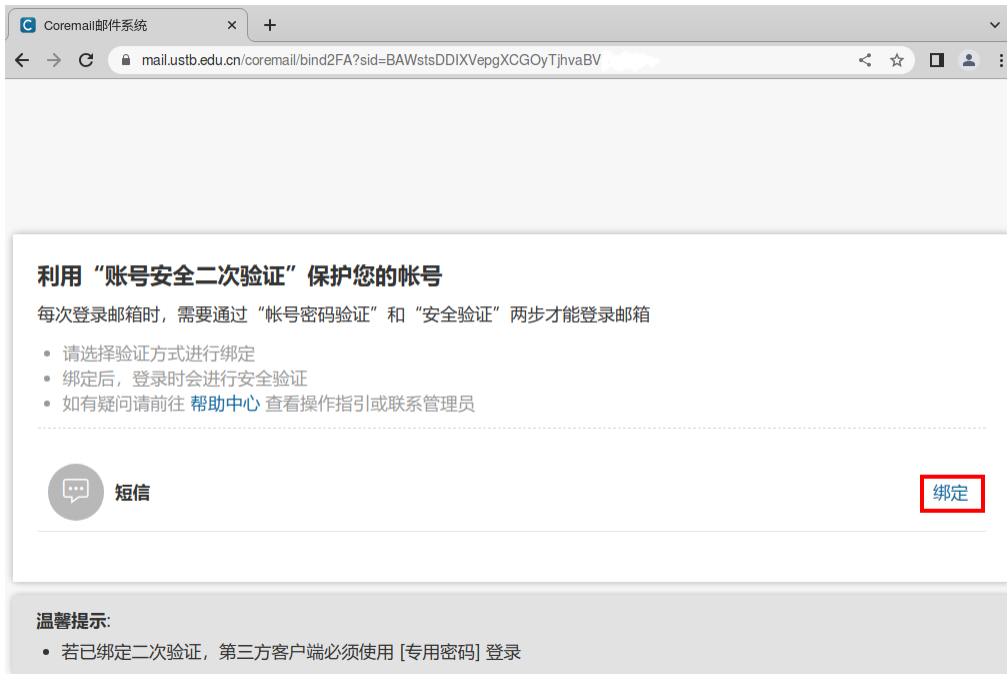 Coremail邮件系统
mail.ustb.edu.cn/coremail/bind2FA?sid=BAWstsDDIXVepgXCGOyTjhvaBV
利用“账号安全二次验证”保护您的帐号
每次登录邮箱时，需要通过“帐号密码验证”和“安全验证”两步才能登录邮箱
请选择验证方式进行绑定
绑定后，登录时会进行安全验证
如有疑问请前往 帮助中心 查看操作指引或联系管理员
短信
绑定
温馨提示:
若已绑定二次验证，第三方客户端必须使用 [专用密码] 登录